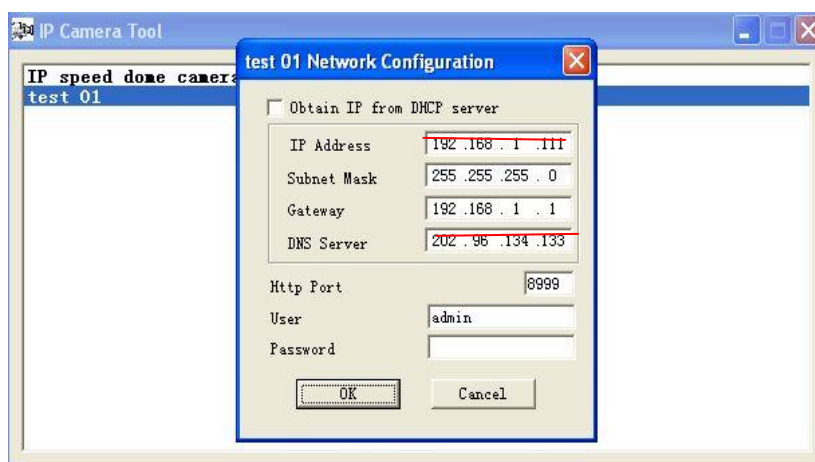 IP Camera Tool
IP speed dome camera
test 01
test 01 Network Configuration
Obtain IP from DHCP server
IP Address 192 .168 . 1 .111
Subnet Mask 255 .255 .255 . 0
Gateway 192 .168 . 1 . 1
DNS Server 202 . 96 .134 .133
Http Port 8999
User admin
Password
OK Cancel